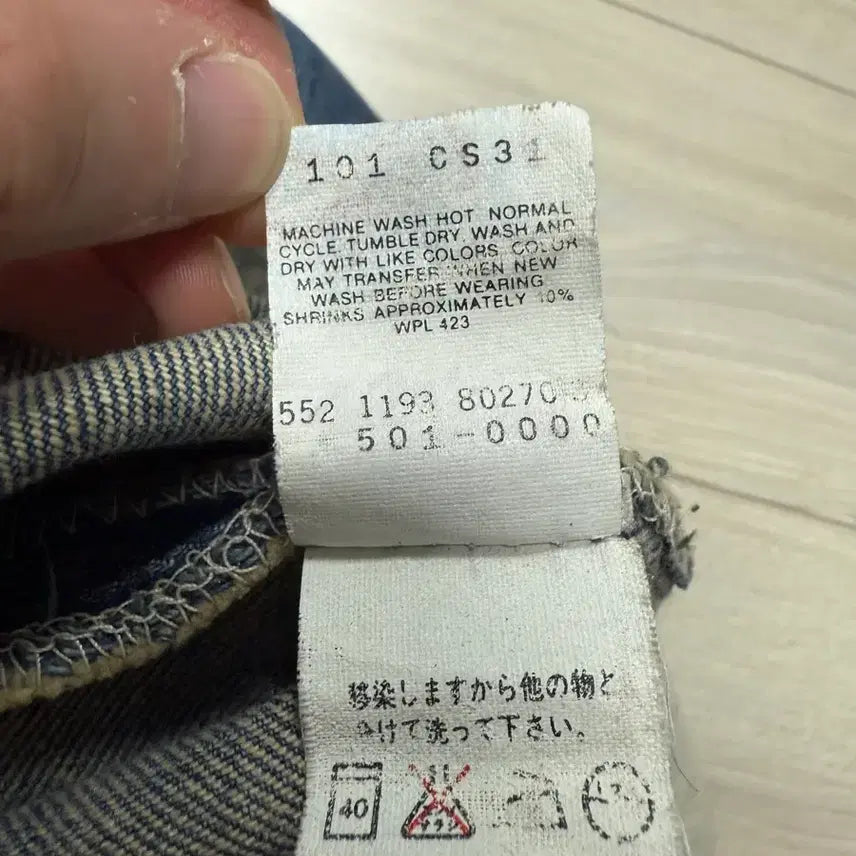 101 CS31
MACHINE WASH HOT NORMAL
CYCLE TUMBLE DRY. WASH AND
DRY WITH LIKE COLORS COLOR
MAY TRANSFER WHEN NEW
WASH BEFORE WEARING
SHRINKS APPROXIMATELY 10%
WPL 423
552 1193 80270
501-0000
移染しますから他の物と
分けて洗って下さい。
40